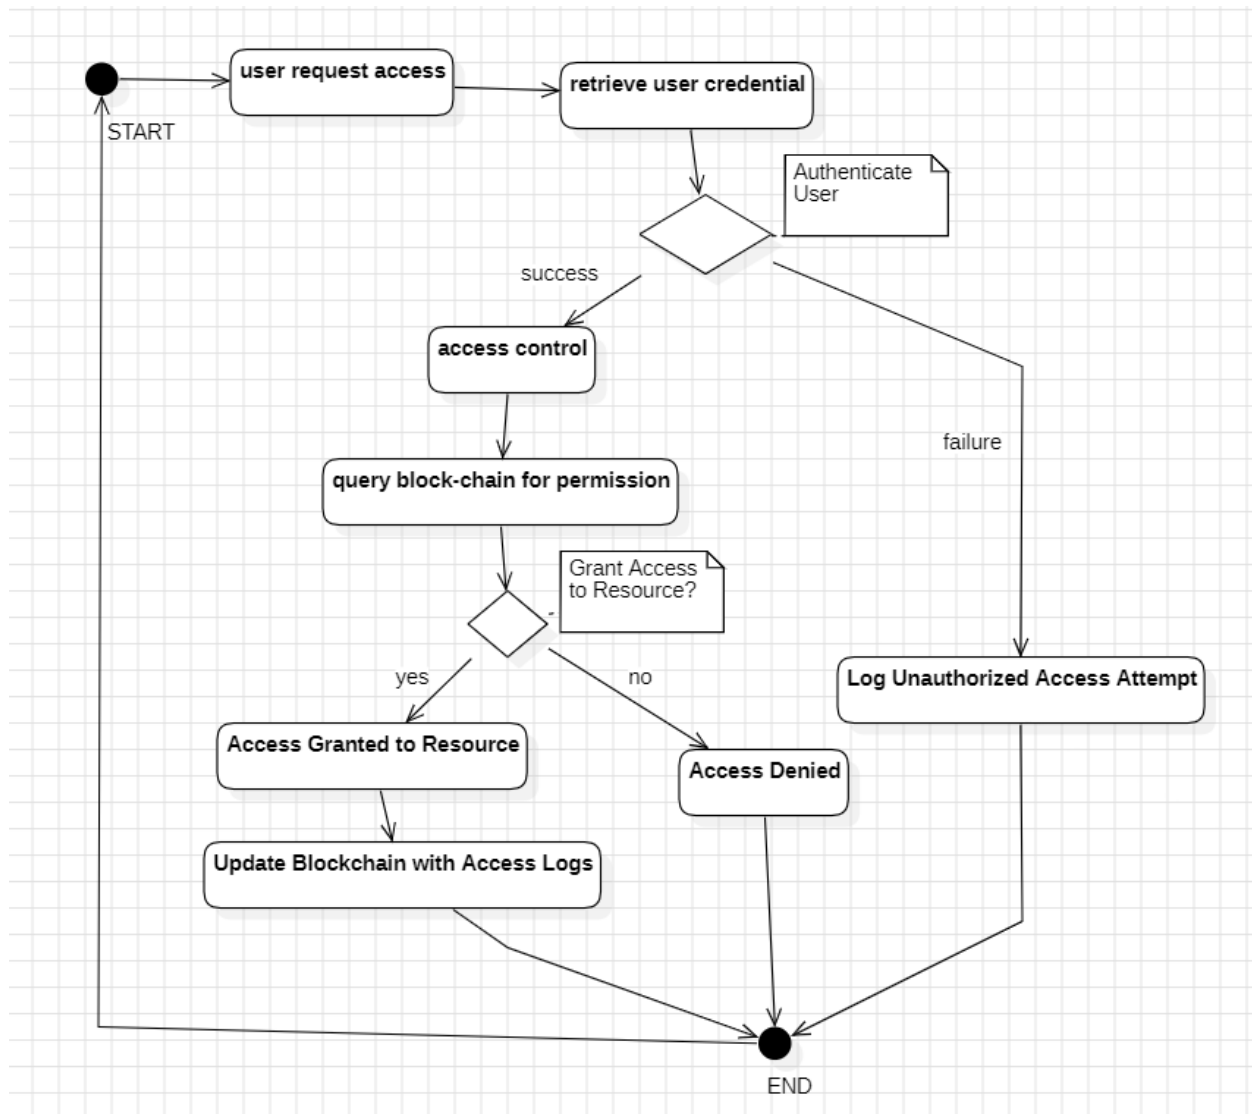 user request access
retrieve user credential
START
Authenticate
User
success
access control
failure
query block-chain for permission
Grant Access
to Resource?
yes
no
Log Unauthorized Access Attempt
Access Granted to Resource
Access Denied
Update Blockchain with Access Logs
END